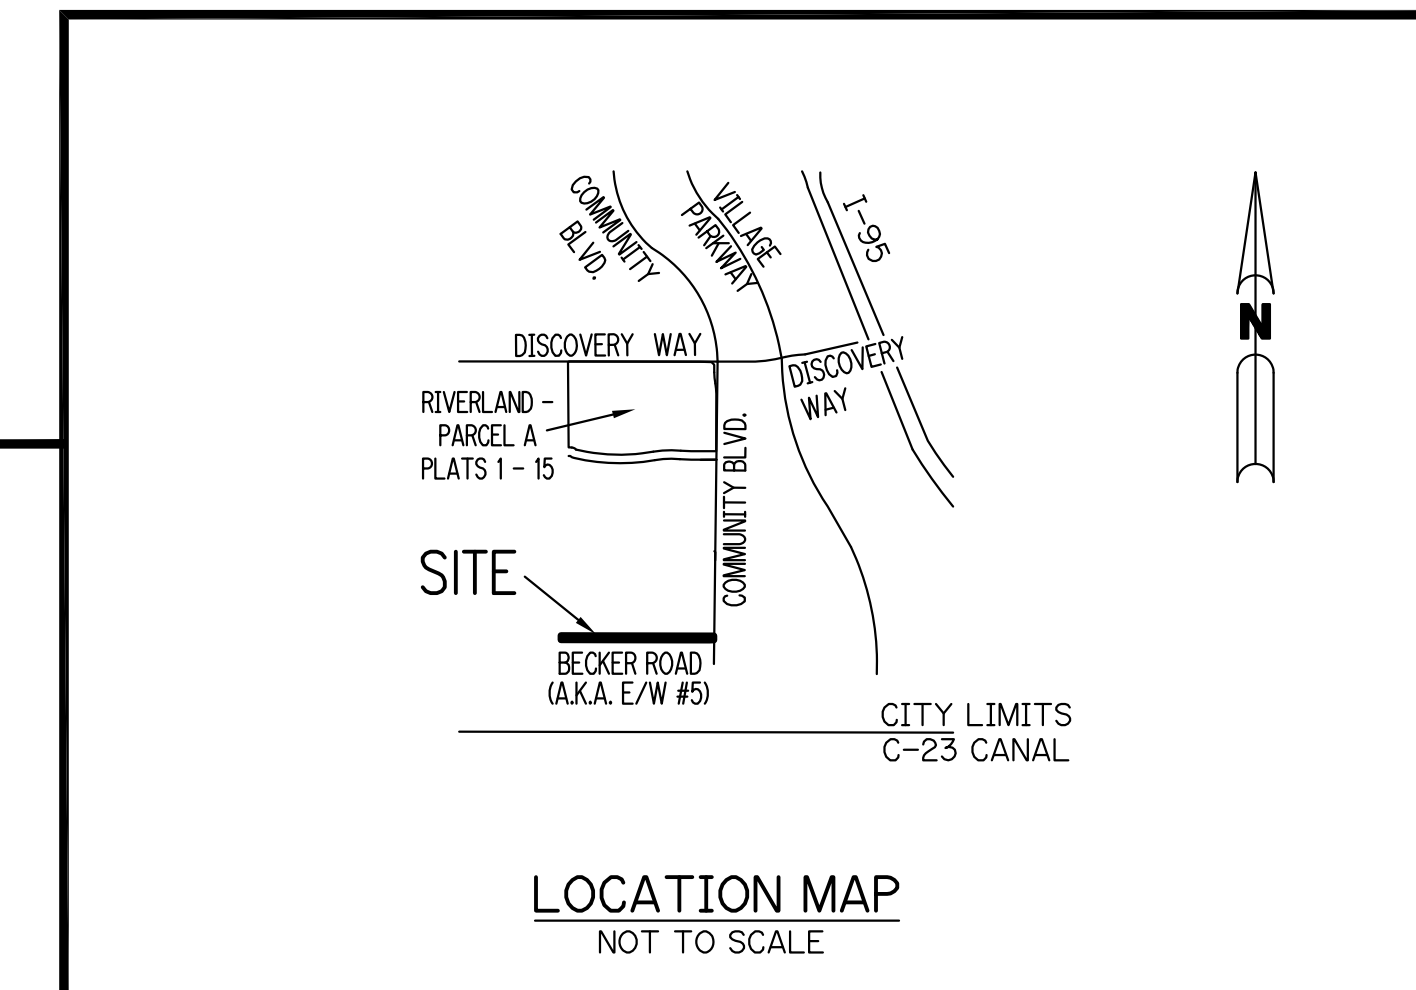 COMMUNITY
BLVD.
VILLAGE
PARKWAY
I-95
N
DISCOVERY WAY
DISCOVERY
WAY
RIVERLAND -
PARCEL A
PLATS 1 - 15
COMMUNITY BLVD.
SITE
BECKER ROAD
(A.K.A. E/W #5)
CITY LIMITS
C-23 CANAL
LOCATION MAP
NOT TO SCALE